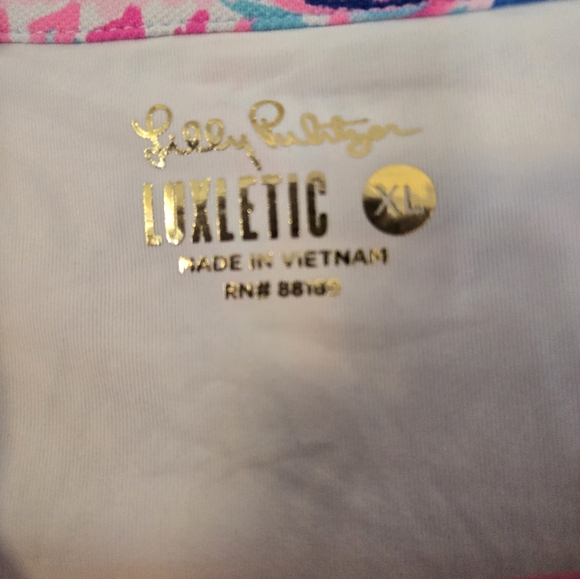 Lilly Pulitzer
LUXLETIC XL
MADE IN VIETNAM
RN#